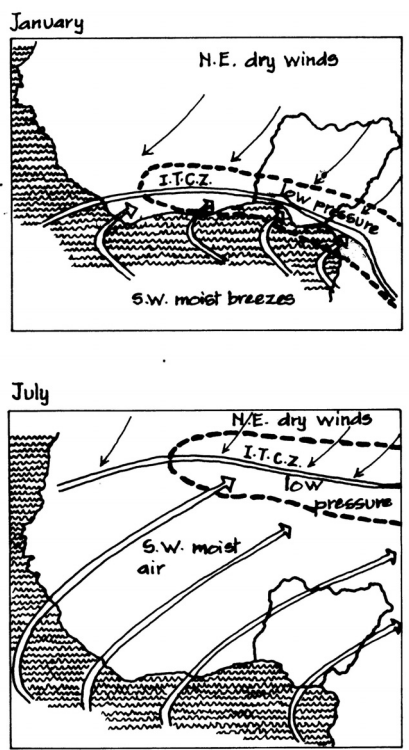 January
N.E. dry winds
I.T.C.Z.
low pressure
S.W. moist breezes
July
N.E. dry winds
I.T.C.Z.
low
pressure
S.W. moist
air